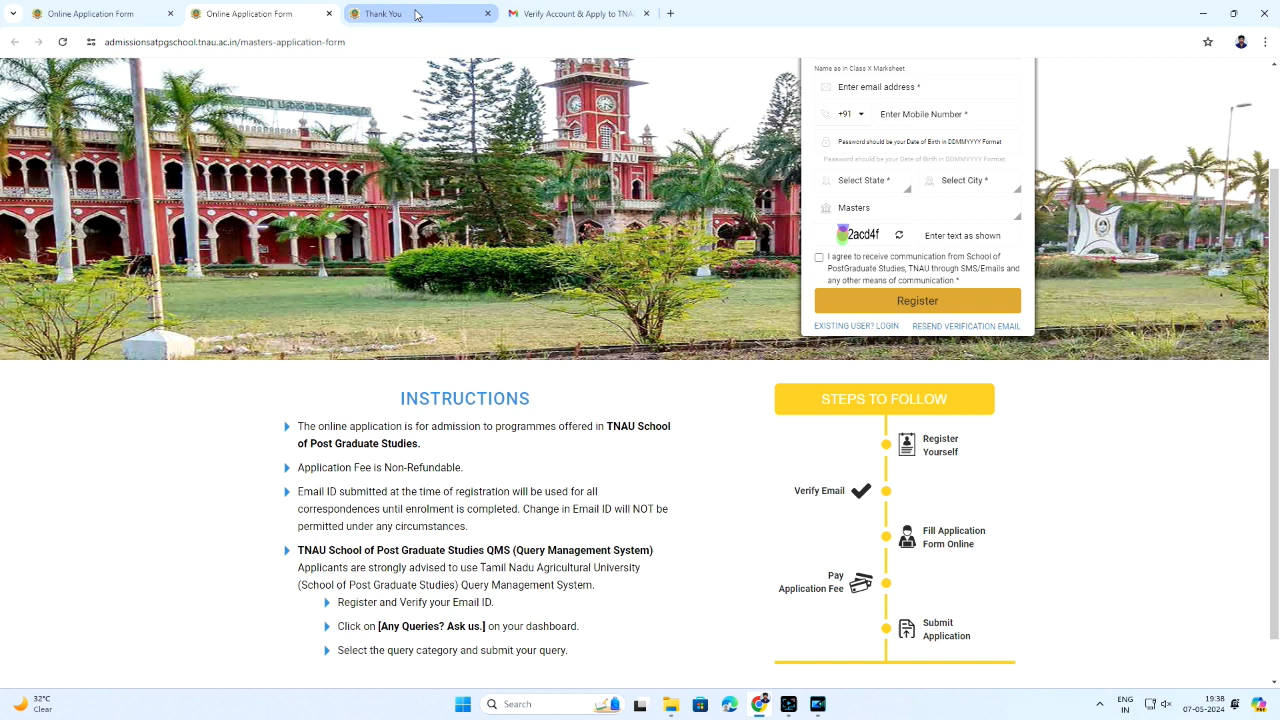 Online Application Form
Online Application Form
Thank You
Verify Account & Apply to TNA
admissionsatpgschool.tnau.ac.in/masters-application-form
TNAU
Name as in Class X Marksheet
Enter email address *
+91
Enter Mobile Number *
Password should be your Date of Birth in DDMMYYYY Format
Password should be your Date of Birth in DDMMYYYY Format
Select State *
Select City *
Masters
2acd4f
Enter text as shown
I agree to receive communication from School of
PostGraduate Studies, TNAU through SMS/Emails and
any other means of communication.*
Register
EXISTING USER? LOGIN
RESEND VERIFICATION EMAIL
INSTRUCTIONS
The online application is for admission to programmes offered in TNAU School
of Post Graduate Studies.
Application Fee is Non-Refundable.
Email ID submitted at the time of registration will be used for all
correspondences until enrolment is completed. Change in Email ID will NOT be
permitted under any circumstances.
TNAU School of Post Graduate Studies QMS (Query Management System)
Applicants are strongly advised to use Tamil Nadu Agricultural University
(School of Post Graduate Studies) Query Management System.
Register and Verify your Email ID.
Click on [Any Queries? Ask us.] on your dashboard.
Select the query category and submit your query.
STEPS TO FOLLOW
Register
Yourself
Verify Email
Fill Application
Form Online
Pay
Application Fee
Submit
Application
32°C
Clear
Search
ENG
IN
19:38
07-05-2024